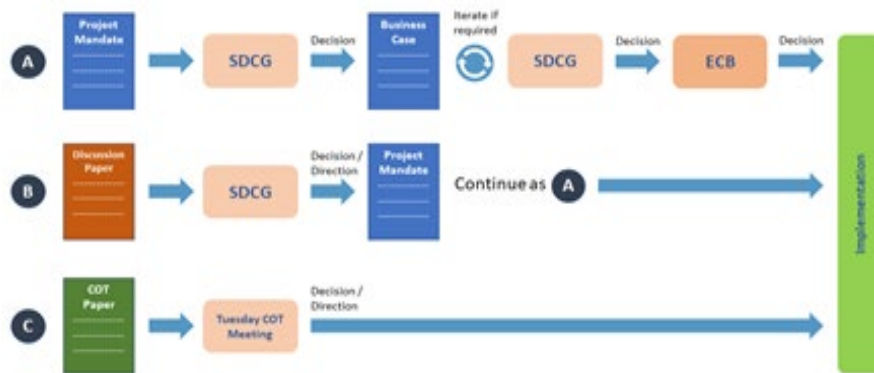 Project
Mandate
Business
Case
Iterate if
required
A
SDCG
Decision
SDCG
Decision
ECB
Decision
Discussion
Paper
Decision /
Direction
Project
Mandate
B
SDCG
Continue as A
Implementation
COT
Paper
Decision /
Direction
C
Tuesday COT
Meeting